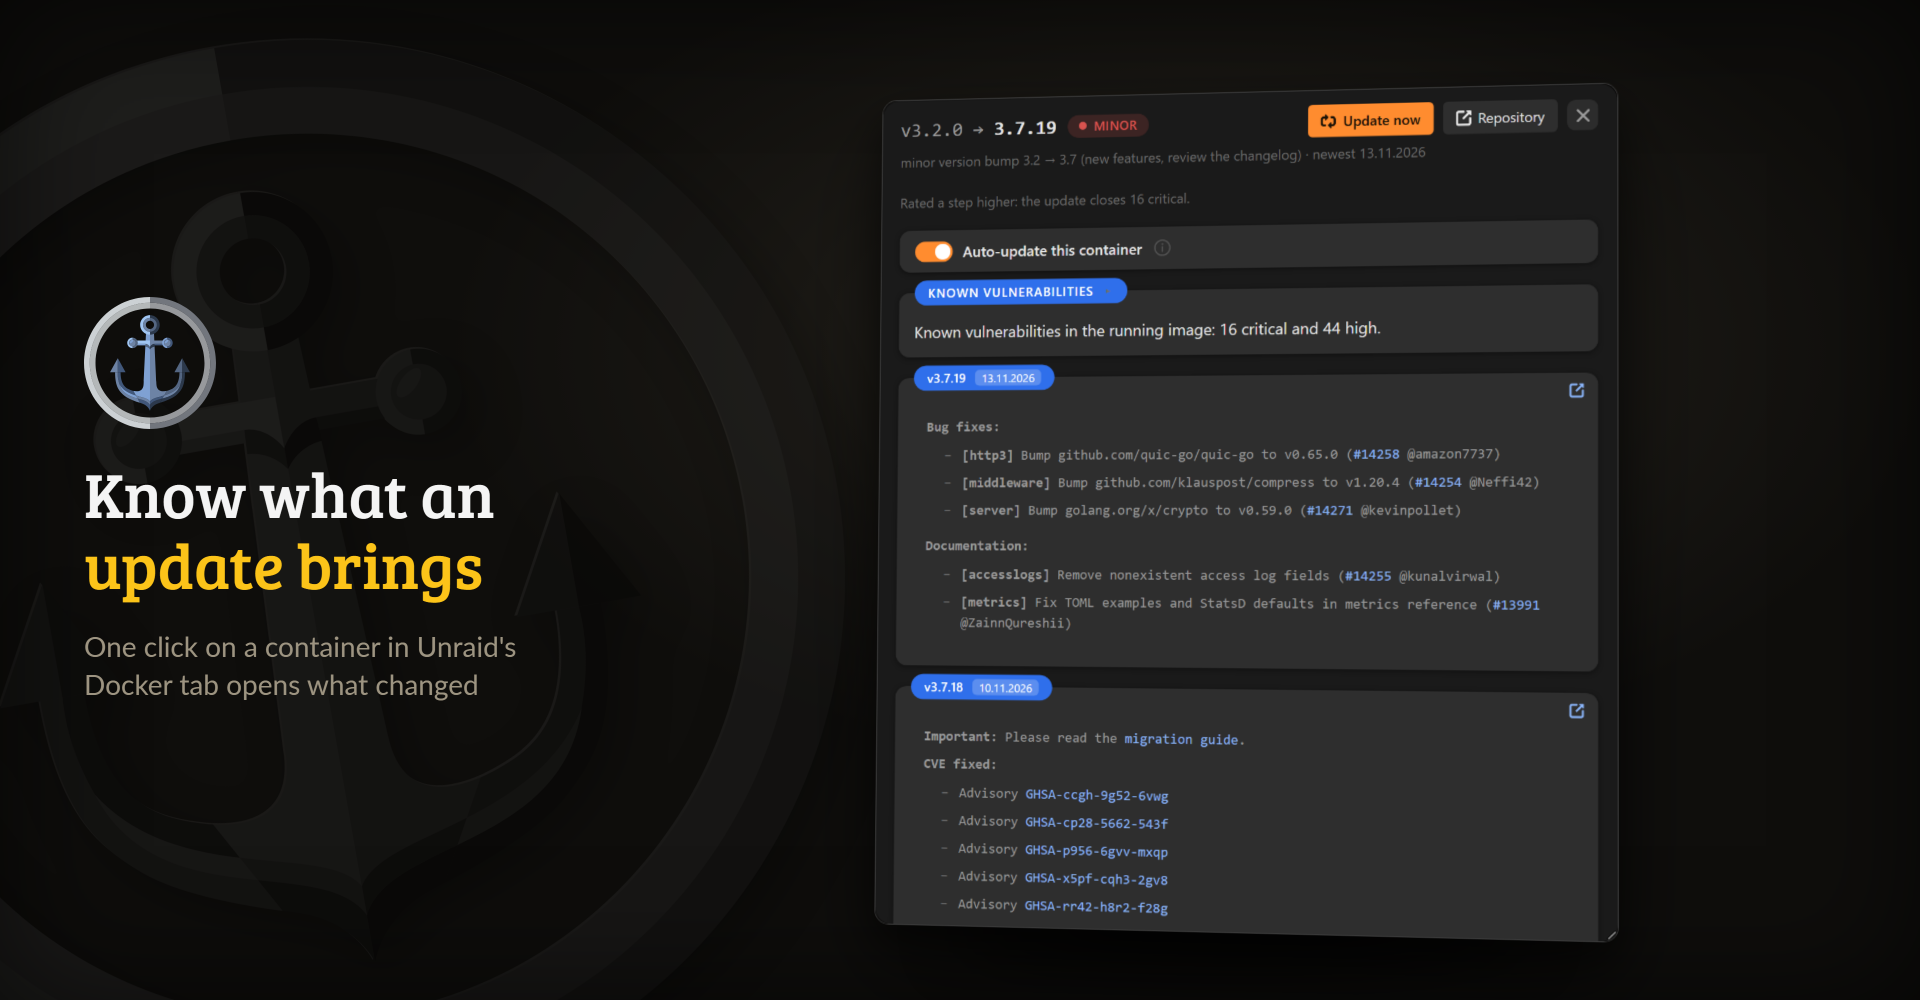 Know what an
update brings
One click on a container in Unraid's
Docker tab opens what changed
v3.2.0 → 3.7.19 MINOR
Update now
Repository
minor version bump 3.2 → 3.7 (new features, review the changelog) · newest 13.11.2026
Rated a step higher: the update closes 16 critical.
Auto-update this container
KNOWN VULNERABILITIES
Known vulnerabilities in the running image: 16 critical and 44 high.
v3.7.19 13.11.2026
Bug fixes:
– [http3] Bump github.com/quic-go/quic-go to v0.65.0 (#14258 @amazon7737)
– [middleware] Bump github.com/klauspost/compress to v1.20.4 (#14254 @Neffi42)
– [server] Bump golang.org/x/crypto to v0.59.0 (#14271 @kevinpollet)
Documentation:
– [accesslogs] Remove nonexistent access log fields (#14255 @kunalvirwal)
– [metrics] Fix TOML examples and StatsD defaults in metrics reference (#13991
@ZainnQureshii)
v3.7.18 10.11.2026
Important: Please read the migration guide.
CVE fixed:
– Advisory GHSA-ccgh-9g52-6vwg
– Advisory GHSA-cp28-5662-543f
– Advisory GHSA-p956-6gvv-mxqp
– Advisory GHSA-x5pf-cqh3-2gv8
– Advisory GHSA-rr42-h8r2-f28g